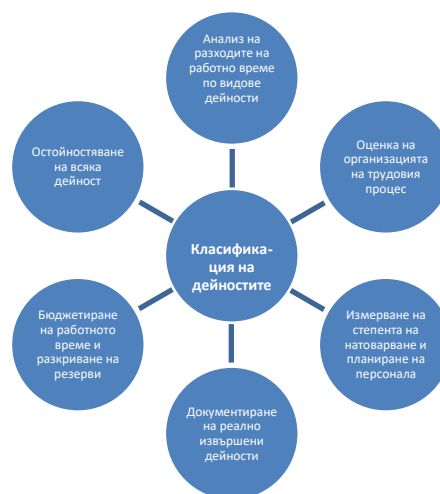 Анализ на
разходите на
работно време
по видове
дейности
Остойностяване
на всяка
дейност
Оценка на
организацията
на трудовия
процес
Класифика-
ция на
дейностите
Бюджетиране
на работното
време и
разкриване на
резерви
Измерване на
степента на
натоварване и
планиране на
персонала
Документиране
на реално
извършени
дейности